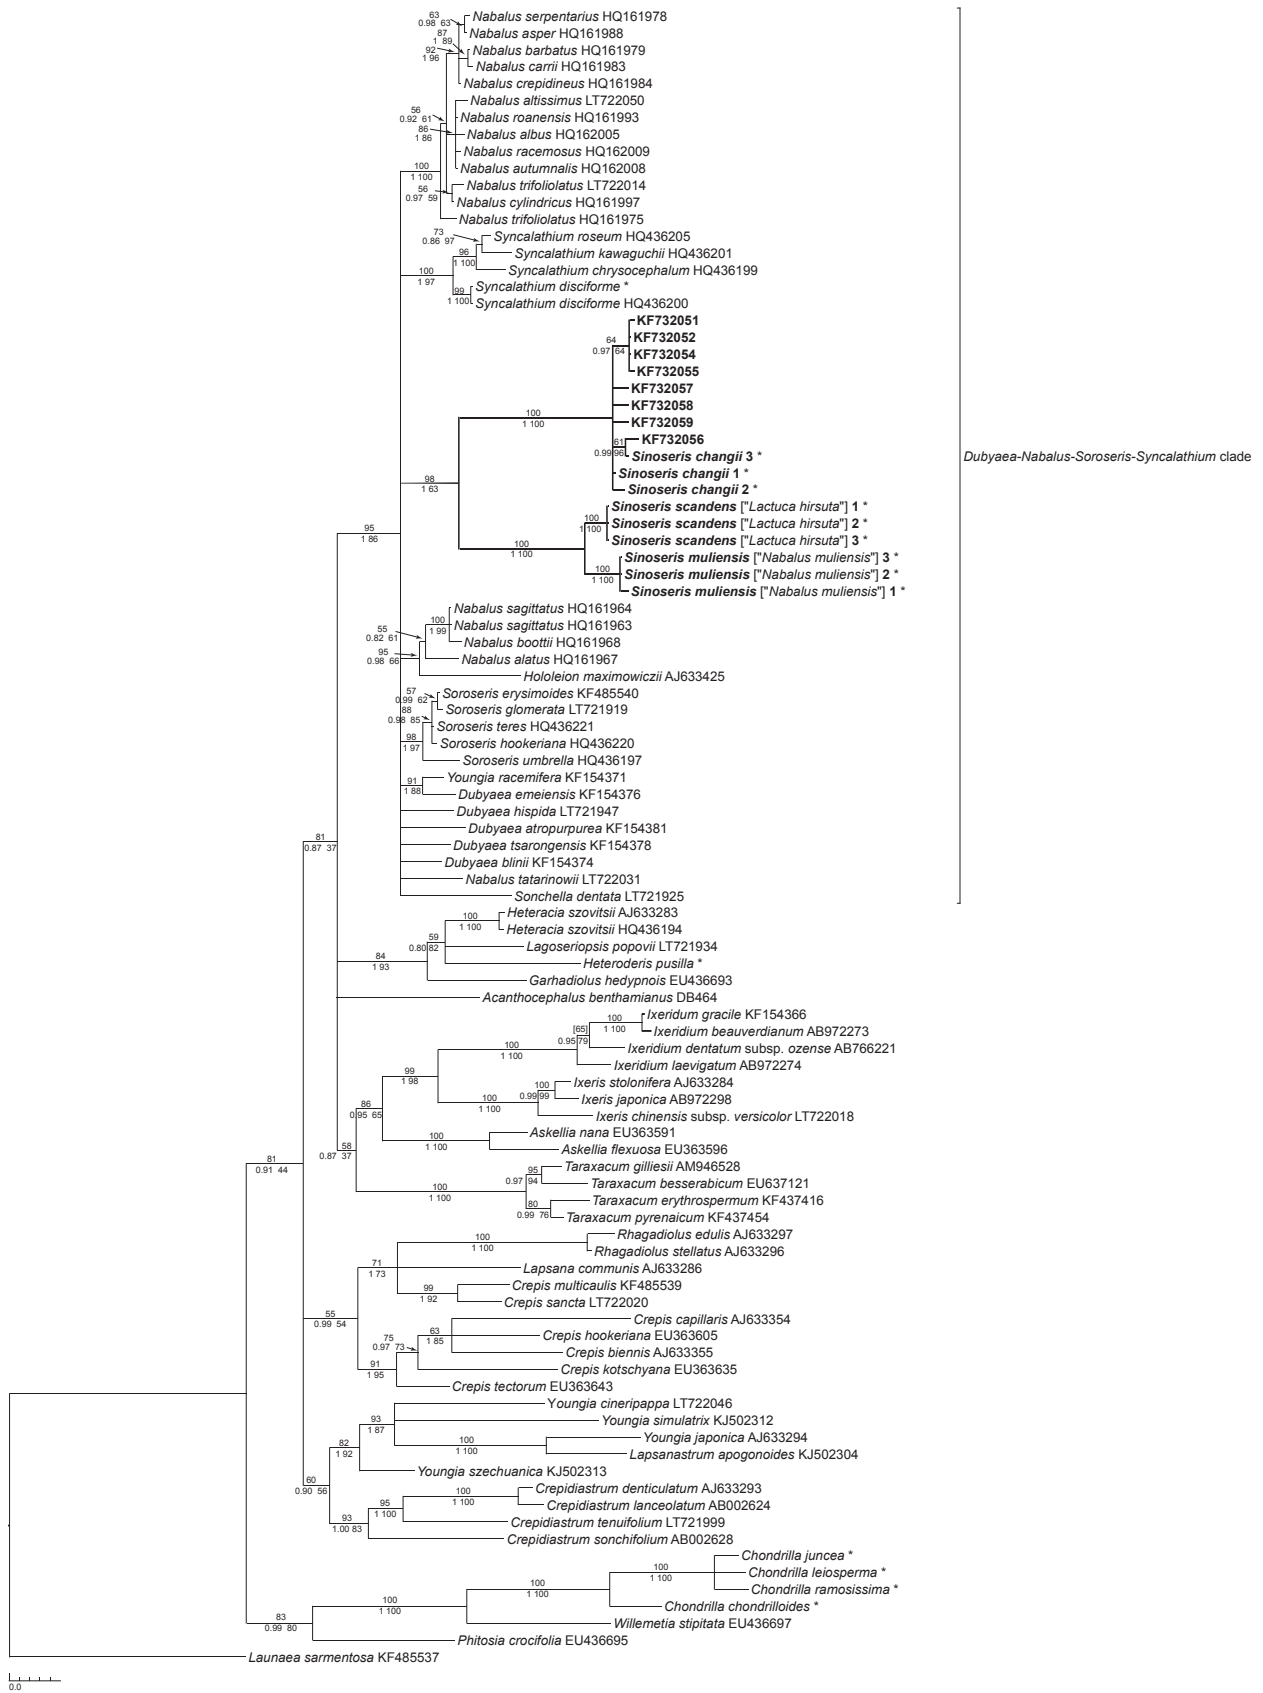 63
0.98 63
Nabalus serpentarius HQ161978
Nabalus asper HQ161988
87
1 89
Nabalus barbatus HQ161979
92
1 96
Nabalus carrii HQ161983
Nabalus crepidineus HQ161984
Nabalus altissimus LT722050
56
0.92 61
Nabalus roanensis HQ161993
86
1 86
Nabalus albus HQ162005
Nabalus racemosus HQ162009
Nabalus autumnalis HQ162008
100
1 100
Nabalus trifoliolatus LT722014
56
0.97 59
Nabalus cylindricus HQ161997
Nabalus trifoliolatus HQ161975
73
0.86 97
Syncalathium roseum HQ436205
96
1 100
Syncalathium kawaguchii HQ436201
Syncalathium chrysocephalum HQ436199
100
1 97
Syncalathium disciforme *
99
1 100
Syncalathium disciforme HQ436200
KF732051
64
0.97 64
KF732052
KF732054
KF732055
KF732057
KF732058
KF732059
100
1 100
KF732056
61
0.99 96
Sinoseris changii 3 *
Dubyaea-Nabalus-Soroseris-Syncalathium clade
Sinoseris changii 1 *
98
1 63
Sinoseris changii 2 *
Sinoseris scandens ["Lactuca hirsuta"] 1 *
100
1 100
Sinoseris scandens ["Lactuca hirsuta"] 2 *
95
1 86
Sinoseris scandens ["Lactuca hirsuta"] 3 *
100
1 100
Sinoseris muliensis ["Nabalus muliensis"] 3 *
100
1 100
Sinoseris muliensis ["Nabalus muliensis"] 2 *
Sinoseris muliensis ["Nabalus muliensis"] 1 *
Nabalus sagittatus HQ161964
100
1 99
Nabalus sagittatus HQ161963
55
0.82 61
Nabalus boottii HQ161968
95
0.98 66
Nabalus alatus HQ161967
Hololeion maximowiczii AJ633425
57
0.99 62
Soroseris erysimoides KF485540
Soroseris glomerata LT721919
88
0.98 85
Soroseris teres HQ436221
98
1 97
Soroseris hookeriana HQ436220
Soroseris umbrella HQ436197
91
1 88
Youngia racemifera KF154371
Dubyaea emeiensis KF154376
Dubyaea hispida LT721947
Dubyaea atropurpurea KF154381
81
0.87 37
Dubyaea tsarongensis KF154378
Dubyaea blinii KF154374
Nabalus tatarinowii LT722031
Sonchella dentata LT721925
Heteracia szovitsii AJ633283
100
1 100
Heteracia szovitsii HQ436194
59
0.80 82
Lagoseriopsis popovii LT721934
84
1 93
Heteroderis pusilla *
Garhadiolus hedypnois EU436693
Acanthocephalus benthamianus DB464
100
1 100
Ixeridum gracile KF154366
[65]
0.95 79
Ixeridium beauverdianum AB972273
100
1 100
Ixeridium dentatum subsp. ozense AB766221
Ixeridium laevigatum AB972274
99
1 98
100
0.99 99
Ixeris stolonifera AJ633284
100
1 100
Ixeris japonica AB972298
86
0.95 65
Ixeris chinensis subsp. versicolor LT722018
100
1 100
Askellia nana EU363591
58
0.87 37
Askellia flexuosa EU363596
81
0.91 44
95
0.97 94
Taraxacum gilliesii AM946528
100
1 100
Taraxacum besserabicum EU637121
80
0.99 76
Taraxacum erythrospermum KF437416
Taraxacum pyrenaicum KF437454
100
1 100
Rhagadiolus edulis AJ633297
Rhagadiolus stellatus AJ633296
71
1 73
Lapsana communis AJ633286
99
1 92
Crepis multicaulis KF485539
Crepis sancta LT722020
55
0.99 54
Crepis capillaris AJ633354
63
1 85
Crepis hookeriana EU363605
75
0.97 73
Crepis biennis AJ633355
91
1 95
Crepis kotschyana EU363635
Crepis tectorum EU363643
Youngia cineripappa LT722046
93
1 87
Youngia simulatrix KJ502312
100
1 100
Youngia japonica AJ633294
82
1 92
Lapsanastrum apogonoides KJ502304
Youngia szechuanica KJ502313
60
0.90 56
100
1 100
Crepidiastrum denticulatum AJ633293
95
1 100
Crepidiastrum lanceolatum AB002624
93
1.00 83
Crepidiastrum tenuifolium LT721999
Crepidiastrum sonchifolium AB002628
Chondrilla juncea *
100
1 100
Chondrilla leiosperma *
100
1 100
Chondrilla ramosissima *
100
1 100
Chondrilla chondrilloides *
83
0.99 80
Willemetia stipitata EU436697
Phitosia crocifolia EU436695
Launaea sarmentosa KF485537
0.0